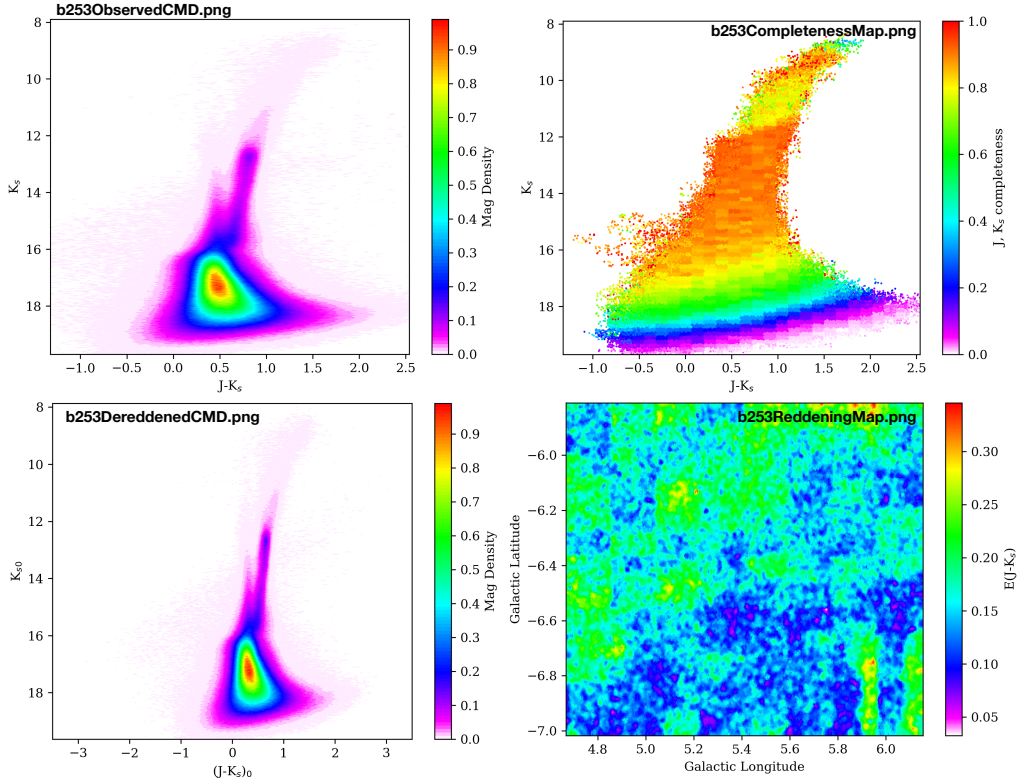 b253ObservedCMD.png
8
10
12
14
16
18
K$_s$
−1.0 −0.5 0.0 0.5 1.0 1.5 2.0 2.5
J-K$_s$
0.9
0.8
0.7
0.6
0.5
0.4
0.3
0.2
0.1
0.0
Mag Density
b253CompletenessMap.png
8
10
12
14
16
18
K$_s$
−1.0 −0.5 0.0 0.5 1.0 1.5 2.0 2.5
J-K$_s$
1.0
0.8
0.6
0.4
0.2
0.0
J, K$_s$ completeness
b253DereddenedCMD.png
8
10
12
14
16
18
K$_{s0}$
−3 −2 −1 0 1 2 3
(J-K$_s$)$_0$
0.9
0.8
0.7
0.6
0.5
0.4
0.3
0.2
0.1
0.0
Mag Density
b253ReddeningMap.png
−6.0
−6.2
−6.4
−6.6
−6.8
−7.0
Galactic Latitude
4.8 5.0 5.2 5.4 5.6 5.8 6.0
Galactic Longitude
0.30
0.25
0.20
0.15
0.10
0.05
E(J-K$_s$)